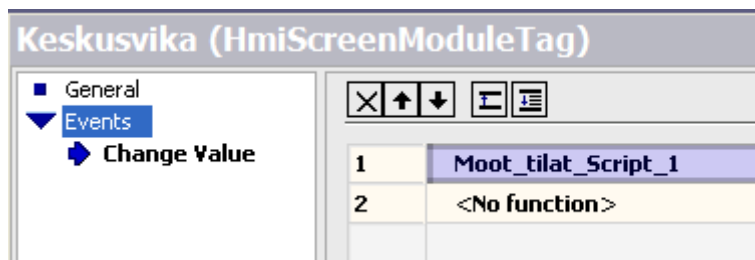 Keskusvika (HmiScreenModuleTag)
General
Events
Change Value
1 Moot_tilat_Script_1
2 <No function>